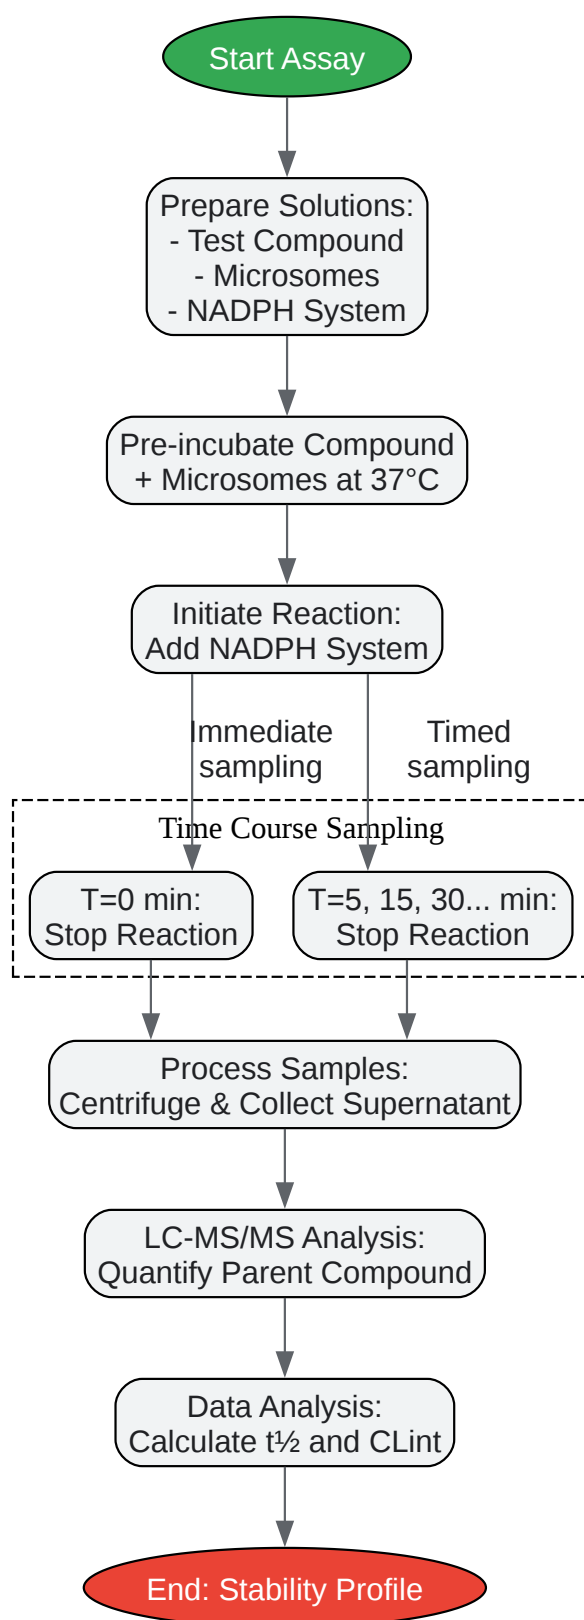 Start Assay
Prepare Solutions:
- Test Compound
- Microsomes
- NADPH System
Pre-incubate Compound
+ Microsomes at 37°C
Initiate Reaction:
Add NADPH System
Immediate
sampling
Timed
sampling
Time Course Sampling
T=0 min:
Stop Reaction
T=5, 15, 30... min:
Stop Reaction
Process Samples:
Centrifuge & Collect Supernatant
LC-MS/MS Analysis:
Quantify Parent Compound
Data Analysis:
Calculate t½ and CLint
End: Stability Profile